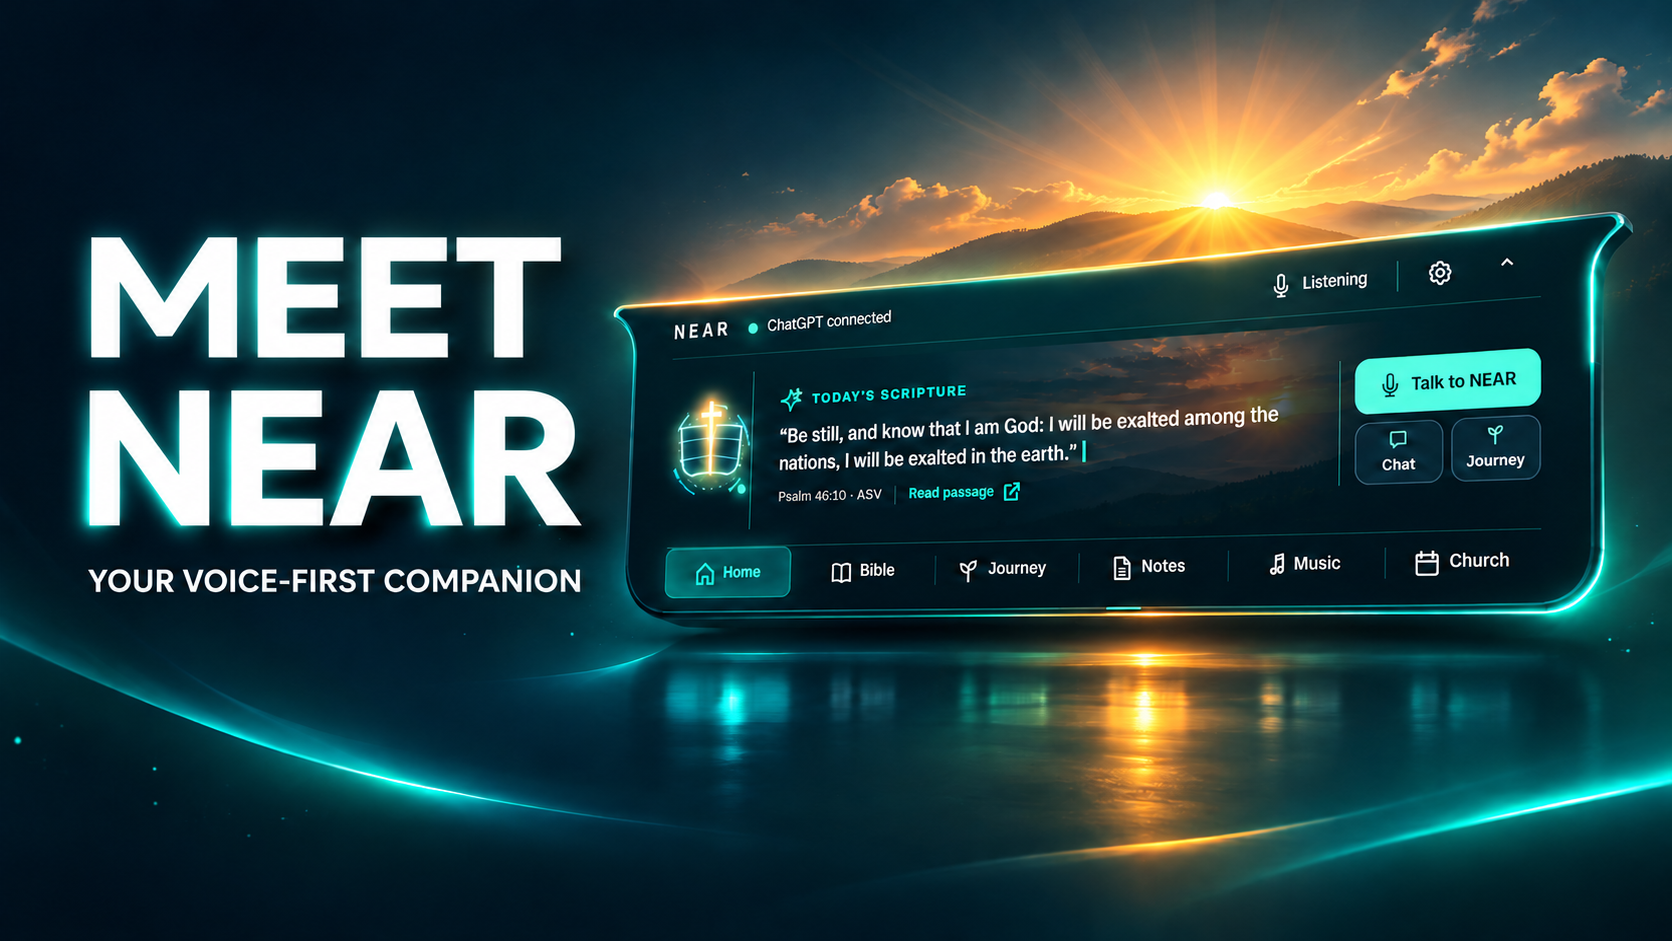 MEET
NEAR
YOUR VOICE-FIRST COMPANION
NEAR ChatGPT connected
Listening
TODAY'S SCRIPTURE
“Be still, and know that I am God: I will be exalted among the
nations, I will be exalted in the earth.”
Psalm 46:10 · ASV Read passage
Talk to NEAR
Chat Journey
Home Bible Journey Notes Music Church